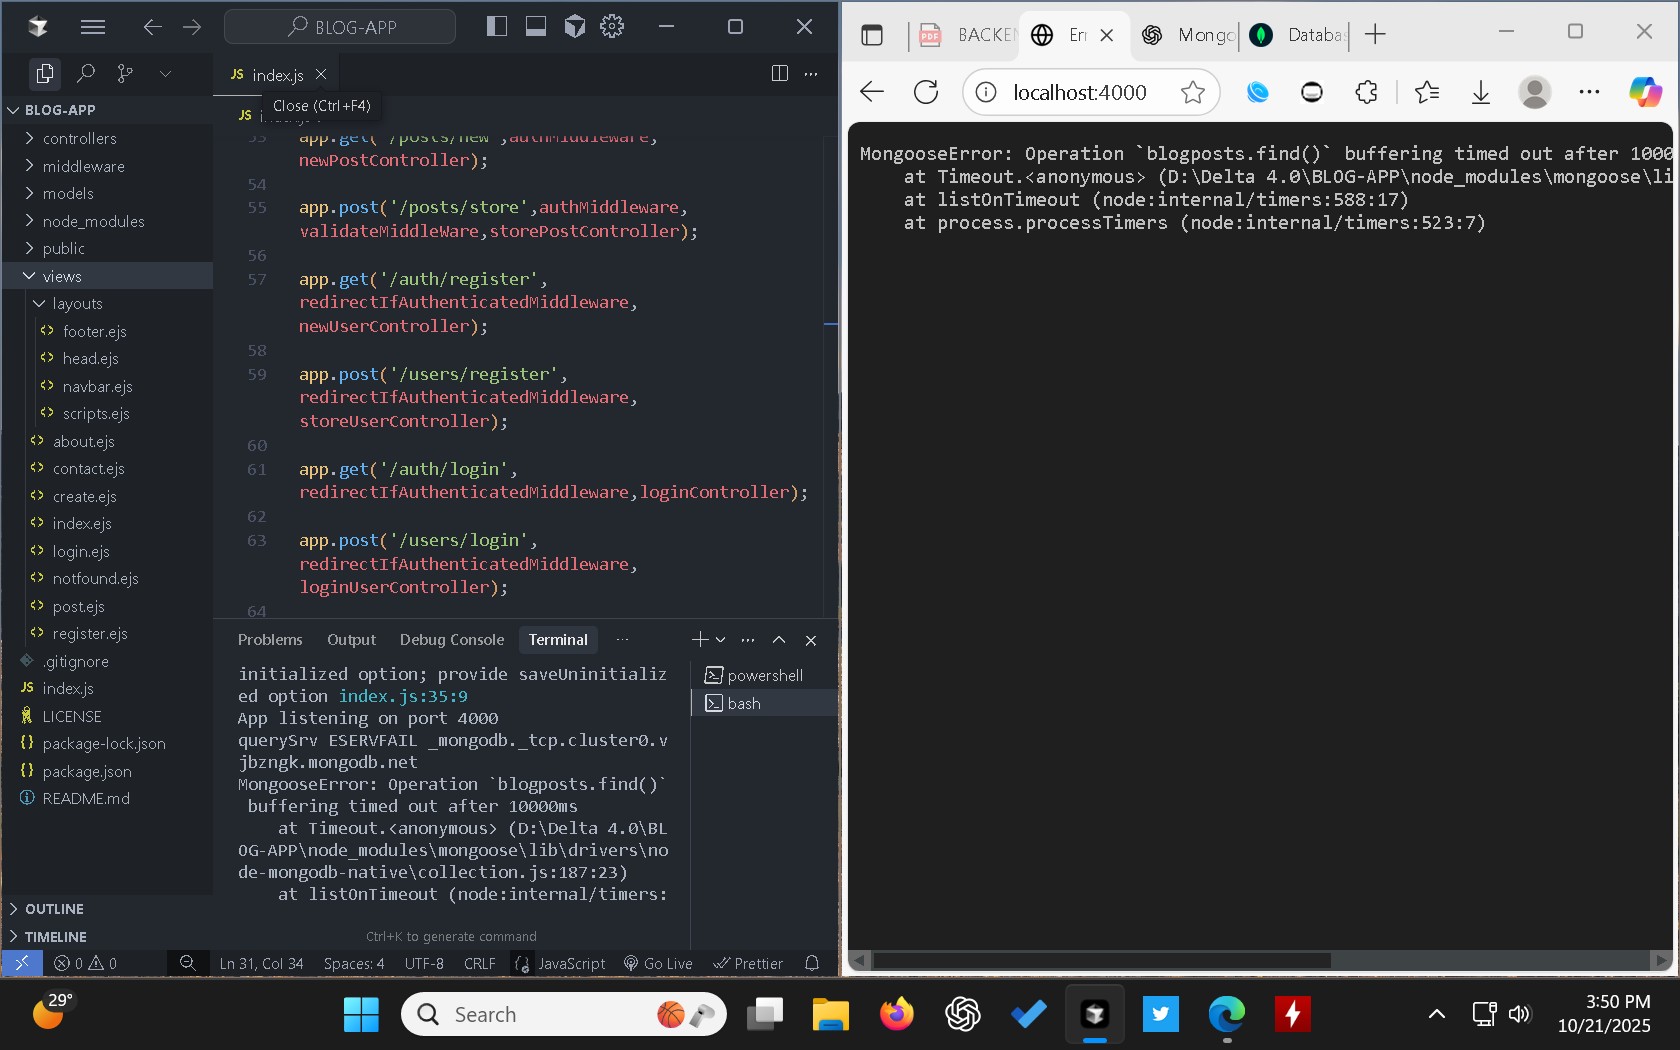 BLOG-APP
JS index.js
Close (Ctrl+F4)
JS
BLOG-APP
controllers
middleware
models
node_modules
public
views
layouts
footer.ejs
head.ejs
navbar.ejs
scripts.ejs
about.ejs
contact.ejs
create.ejs
index.ejs
login.ejs
notfound.ejs
post.ejs
register.ejs
.gitignore
JS index.js
LICENSE
package-lock.json
package.json
README.md
OUTLINE
TIMELINE
53 app.get('/posts/new',authMiddleware,
newPostController);
54
55 app.post('/posts/store',authMiddleware,
validateMiddleWare,storePostController);
56
57 app.get('/auth/register',
redirectIfAuthenticatedMiddleware,
newUserController);
58
59 app.post('/users/register',
redirectIfAuthenticatedMiddleware,
storeUserController);
60
61 app.get('/auth/login',
redirectIfAuthenticatedMiddleware,loginController);
62
63 app.post('/users/login',
redirectIfAuthenticatedMiddleware,
loginUserController);
64
Problems Output Debug Console Terminal
initialized option; provide saveUninitializ
ed option index.js:35:9
App listening on port 4000
querySrv ESERVFAIL _mongodb._tcp.cluster0.v
jbzngk.mongodb.net
MongooseError: Operation `blogposts.find()`
buffering timed out after 10000ms
at Timeout.<anonymous> (D:\Delta 4.0\BL
OG-APP\node_modules\mongoose\lib\drivers\no
de-mongodb-native\collection.js:187:23)
at listOnTimeout (node:internal/timers:
Ctrl+K to generate command
powershell
bash
0 0 Ln 31, Col 34 Spaces: 4 UTF-8 CRLF JavaScript Go Live Prettier
PDF BACKEN Err Mongo Databas
localhost:4000
MongooseError: Operation `blogposts.find()` buffering timed out after 1000
at Timeout.<anonymous> (D:\Delta 4.0\BLOG-APP\node_modules\mongoose\li
at listOnTimeout (node:internal/timers:588:17)
at process.processTimers (node:internal/timers:523:7)
29°
Search
3:50 PM
10/21/2025